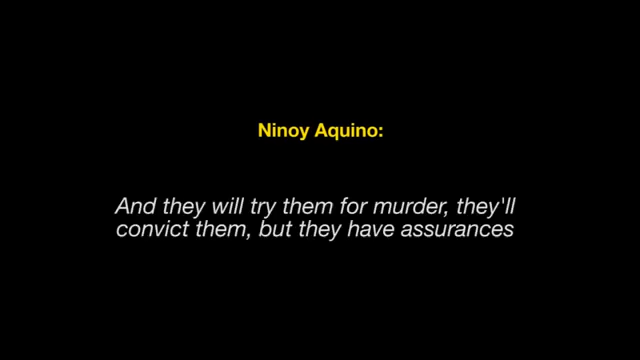 Ninoy Aquino:
And they will try them for murder, they'll
convict them, but they have assurances